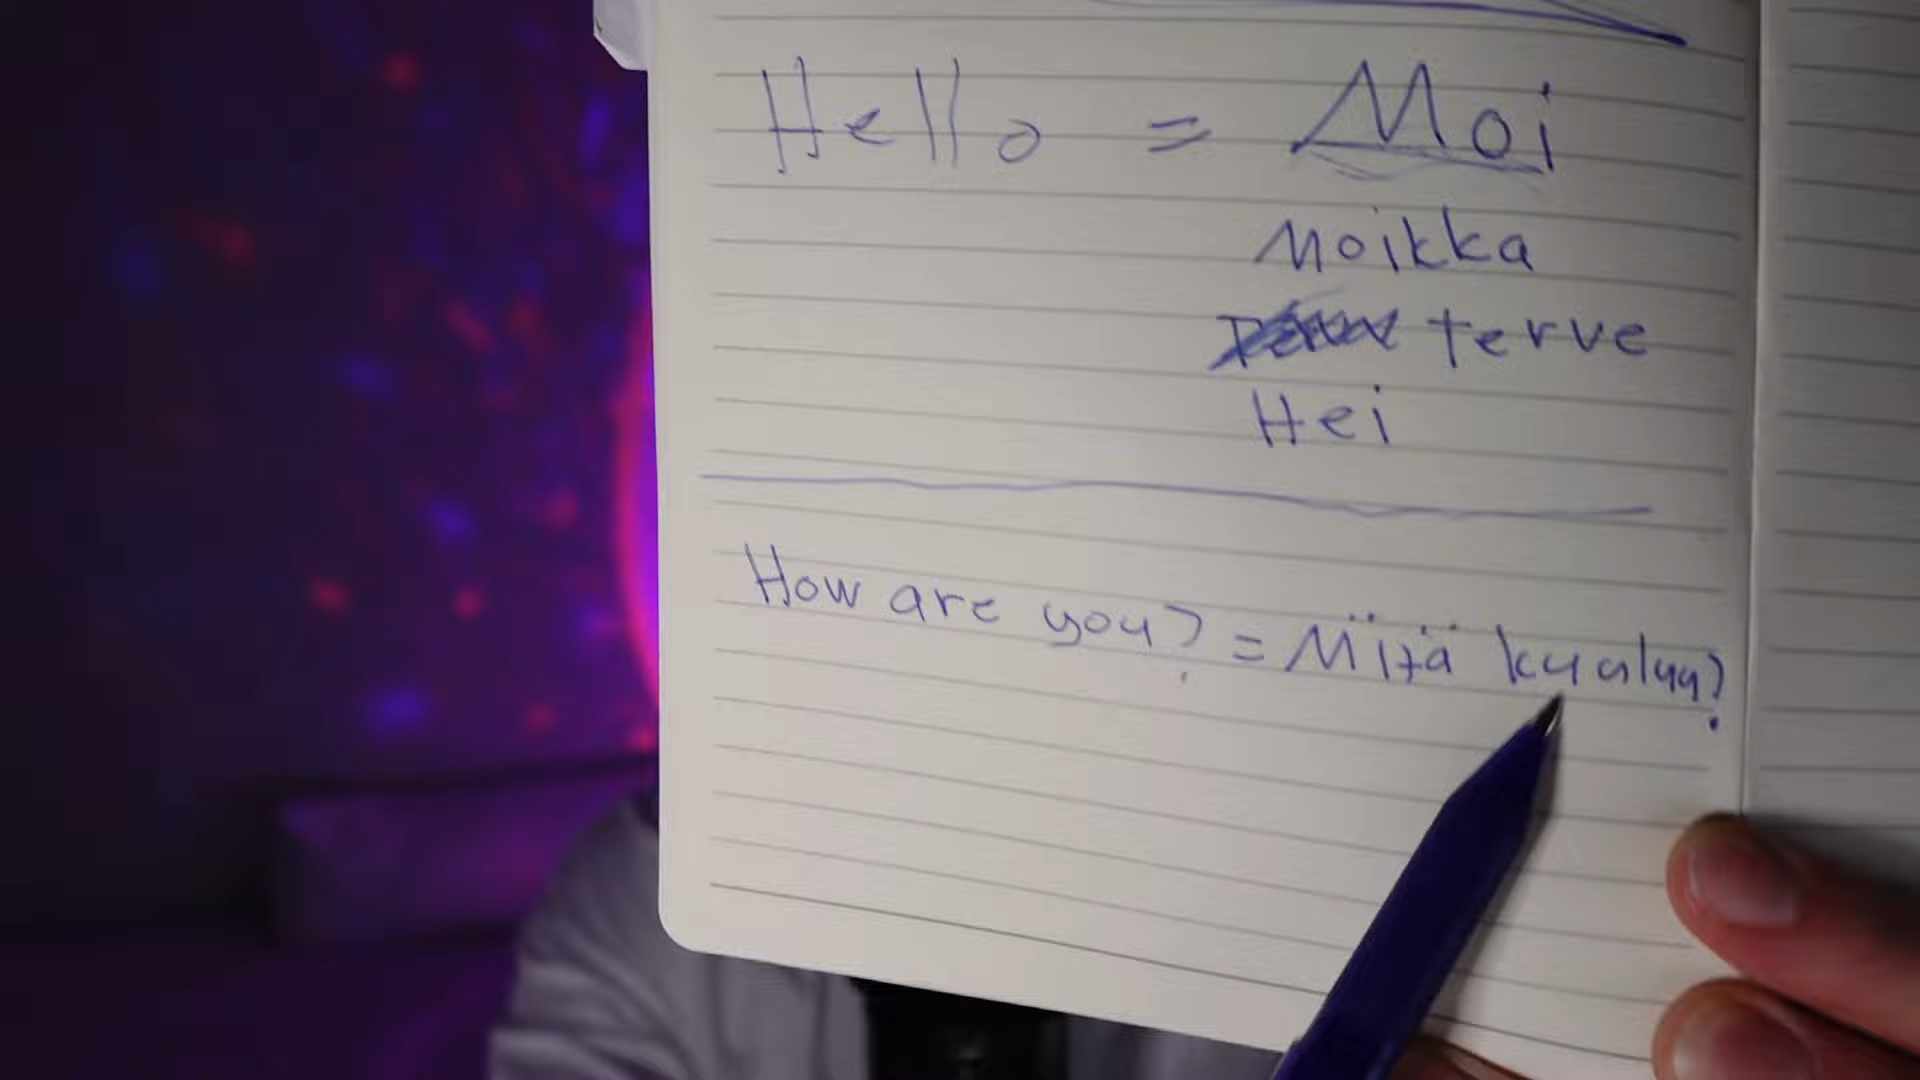 Hello = Moi
Moikka
terve
Hei
How are you? = Mitä kuuluu?